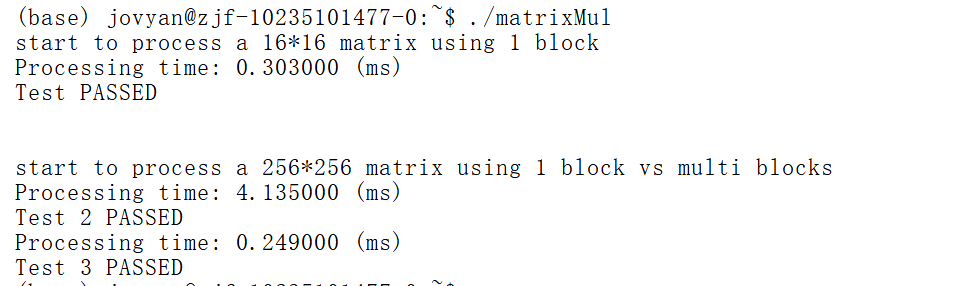 (base) jovyan@zjf-10235101477-0:~$ ./matrixMul
start to process a 16*16 matrix using 1 block
Processing time: 0.303000 (ms)
Test PASSED
start to process a 256*256 matrix using 1 block vs multi blocks
Processing time: 4.135000 (ms)
Test 2 PASSED
Processing time: 0.249000 (ms)
Test 3 PASSED